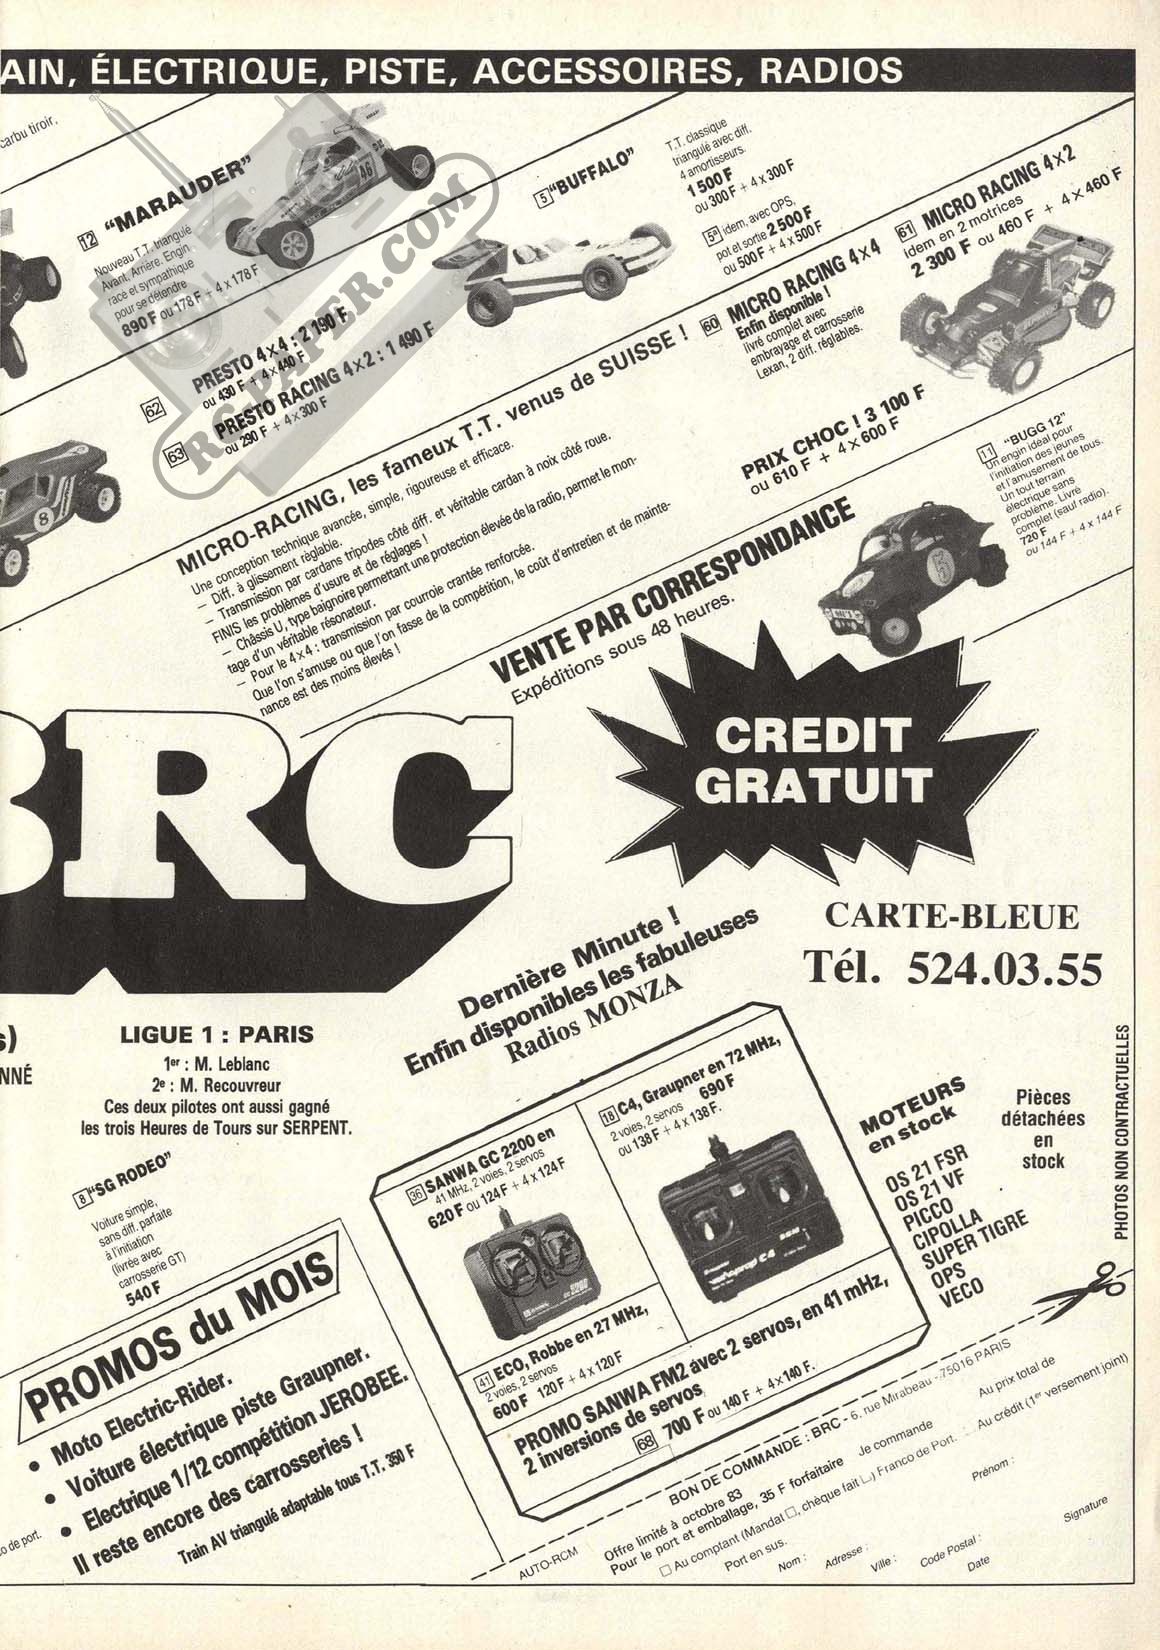 AIN, ÉLECTRIQUE, PISTE, ACCESSOIRES, RADIOS
carbu tiroir,
12 "MARAUDER"
Nouveau T.T. triangulé
Avant, Arrière. Engin
racé et sympathique
pour se détendre
890 F ou 178 F + 4 x 178 F
46
RCPAPER.COM
5 "BUFFALO"
T.T. classique
triangulé avec diff.
4 amortisseurs.
1 500 F
ou 300 F + 4 x 300 F
5a idem, avec OPS,
pot et sortie 2 500 F
ou 500 F + 4 x 500 F
61 MICRO RACING 4 x 2
idem en 2 motrices
2 300 F ou 460 F + 4 x 460 F
62 PRESTO 4 x 4 : 2 190 F
ou 430 F + 4 x 440 F
63 PRESTO RACING 4 x 2 : 1 490 F
ou 290 F + 4 x 300 F
60 MICRO RACING 4 x 4
Enfin disponible !
livré complet avec
embrayage et carrosserie
Lexan, 2 diff. réglables.
PRIX CHOC ! 3 100 F
ou 610 F + 4 x 600 F
8
MICRO-RACING, les fameux T.T. venus de SUISSE !
Une conception technique avancée, simple, rigoureuse et efficace.
— Diff. à glissement règlable.
— Transmission par cardans tripodes côté diff. et véritable cardan à noix côté roue.
FINIS les problèmes d'usure et de réglages !
— Châssis U, type baignoire permettant une protection élevée de la radio, permet le mon-
tage d'un véritable résonateur.
— Pour le 4 x 4 : transmission par courroie crantée renforcée.
Que l'on s'amuse ou que l'on fasse de la compétition, le coût d'entretien et de mainte-
nance est des moins élevés !
11 "BUGG 12"
Un engin idéal pour
l'initiation des jeunes
et l'amusement de tous.
Un tout terrain
électrique sans
problème. Livré
complet (sauf radio).
720 F
ou 144 F + 4 x 144 F
5
VENTE PAR CORRESPONDANCE
Expéditions sous 48 heures.
BRC
CREDIT
GRATUIT
CARTE-BLEUE
Tél. 524.03.55
Dernière Minute !
Enfin disponibles les fabuleuses
Radios MONZA
s)
NNÉ
LIGUE 1 : PARIS
1er : M. Leblanc
2e : M. Recouvreur
Ces deux pilotes ont aussi gagné
les trois Heures de Tours sur SERPENT.
8 "SG RODEO"
Voiture simple,
sans diff. parfaite
à l'initiation
(livrée avec
carrosserie GT)
540 F
36 SANWA GC 2200 en
41 MHz, 2 voies, 2 servos
620 F ou 124 F + 4 x 124 F
18 C4, Graupner en 72 MHz,
2 voies, 2 servos 690 F
ou 138 F + 4 x 138 F.
41 ECO, Robbe en 27 MHz,
2 voies, 2 servos
600 F 120 F + 4 x 120 F
PROMO SANWA FM2 avec 2 servos, en 41 mHz,
2 inversions de servos
68 700 F ou 140 F + 4 x 140 F.
MOTEURS
en stock
OS 21 FSR
OS 21 VF
PICCO
CIPOLLA
SUPER TIGRE
OPS
VECO
Pièces
détachées
en
stock
PHOTOS NON CONTRACTUELLES
PROMOS du MOIS
• Moto Electric-Rider.
• Voiture électrique piste Graupner.
• Electrique 1/12 compétition JEROBEE.
Il reste encore des carrosseries !
Train AV triangulé adaptable tous T.T. 350 F
co de port.
BON DE COMMANDE : BRC - 6, rue Mirabeau - 75016 PARIS
Offre limité à octobre 83
Pour le port et emballage, 35 F forfaitaire Je commande Au prix total de
□ Au comptant (Mandat □, chèque fait □) Franco de Port. Au crédit (1er versement joint)
Port en sus.
Nom : Prénom :
Adresse :
Ville : Code Postal :
Date Signature
AUTO-RCM